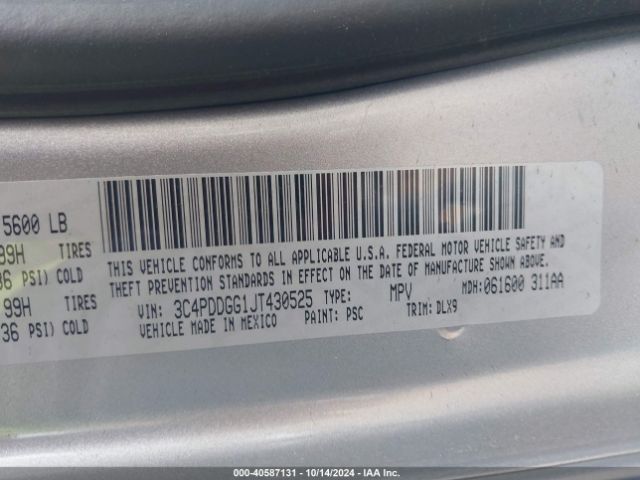 5600 LB
99H TIRES
36 PSI) COLD
99H TIRES
36 PSI) COLD
THIS VEHICLE CONFORMS TO ALL APPLICABLE U.S.A. FEDERAL MOTOR VEHICLE SAFETY AND
THEFT PREVENTION STANDARDS IN EFFECT ON THE DATE OF MANUFACTURE SHOWN ABOVE.
VIN: 3C4PDDGG1JT430525 TYPE: MPV MDH: 061600 311AA
VEHICLE MADE IN MEXICO PAINT: PSC TRIM: DLX9
000-40587131 - 10/14/2024 - IAA Inc.